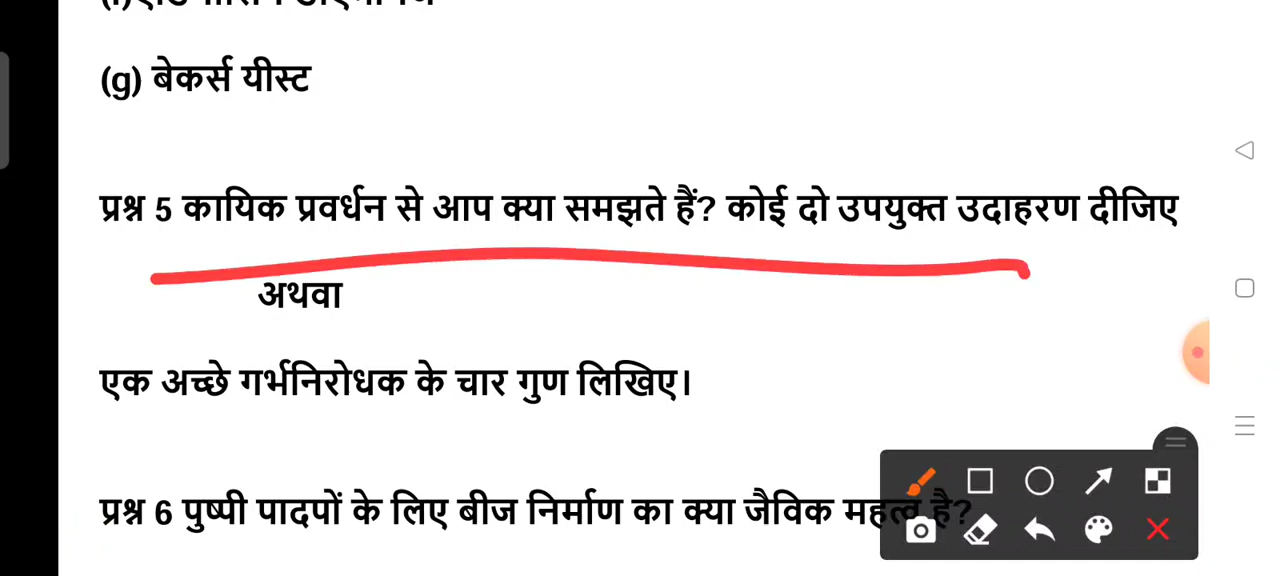 (g) बेकर्स यीस्ट
प्रश्न 5 कायिक प्रवर्धन से आप क्या समझते हैं? कोई दो उपयुक्त उदाहरण दीजिए
अथवा
एक अच्छे गर्भनिरोधक के चार गुण लिखिए।
प्रश्न 6 पुष्पी पादपों के लिए बीज निर्माण का क्या जैविक महत्व है?